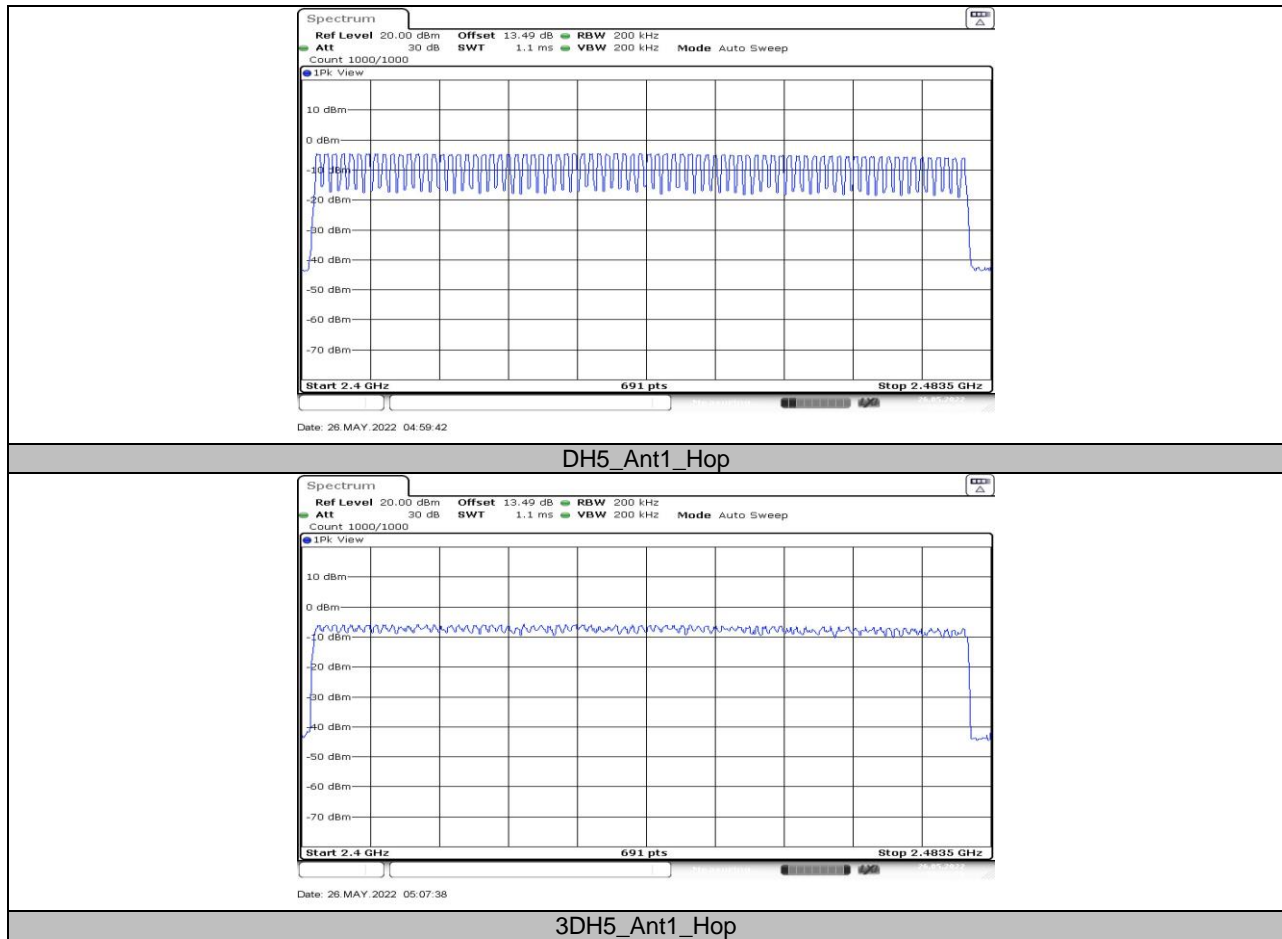 Spectrum
Ref Level 20.00 dBm Offset 13.49 dB RBW 200 kHz
Att 30 dB SWT 1.1 ms VBW 200 kHz Mode Auto Sweep
Count 1000/1000
1Pk View
10 dBm
0 dBm
-10 dBm
-20 dBm
-30 dBm
-40 dBm
-50 dBm
-60 dBm
-70 dBm
Start 2.4 GHz 691 pts Stop 2.4835 GHz
Date: 26.MAY.2022 04:59:42
DH5_Ant1_Hop
Spectrum
Ref Level 20.00 dBm Offset 13.49 dB RBW 200 kHz
Att 30 dB SWT 1.1 ms VBW 200 kHz Mode Auto Sweep
Count 1000/1000
1Pk View
10 dBm
0 dBm
-10 dBm
-20 dBm
-30 dBm
-40 dBm
-50 dBm
-60 dBm
-70 dBm
Start 2.4 GHz 691 pts Stop 2.4835 GHz
Date: 26.MAY.2022 05:07:38
3DH5_Ant1_Hop